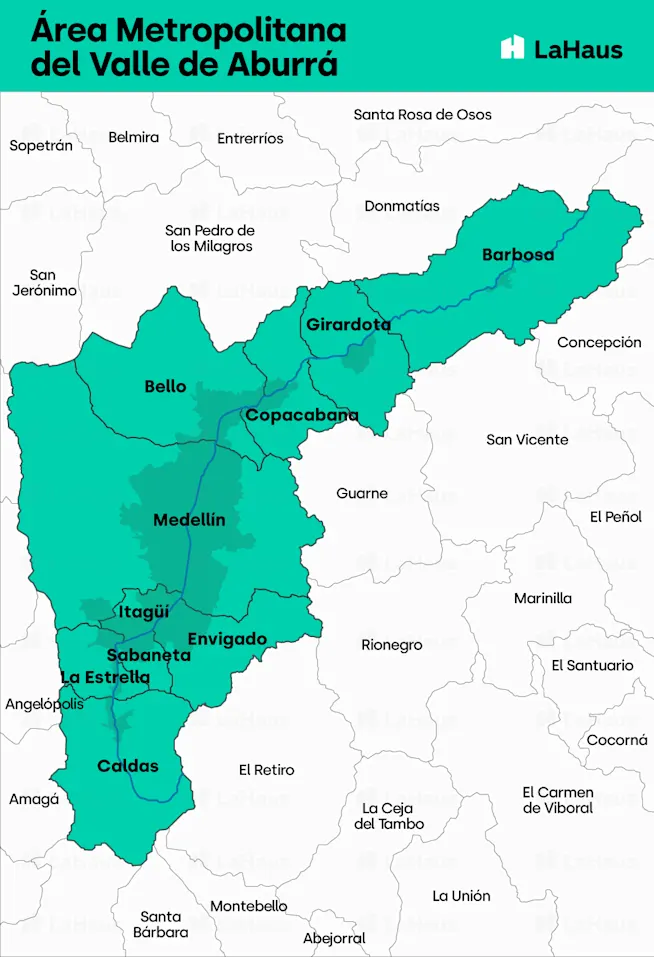 Área Metropolitana
del Valle de Aburrá
LaHaus
Santa Rosa de Osos
Sopetrán
Belmira
Entrerríos
Donmatías
San Pedro de
los Milagros
San
Jerónimo
Barbosa
Girardota
Concepción
Bello
Copacabana
San Vicente
Guarne
Medellín
El Peñol
Marinilla
Itagüí
Envigado
Rionegro
Sabaneta
El Santuario
La Estrella
Angelópolis
Cocorná
Caldas
El Retiro
Amagá
El Carmen
de Viboral
La Ceja
del Tambo
La Unión
Montebello
Santa
Bárbara
Abejorral